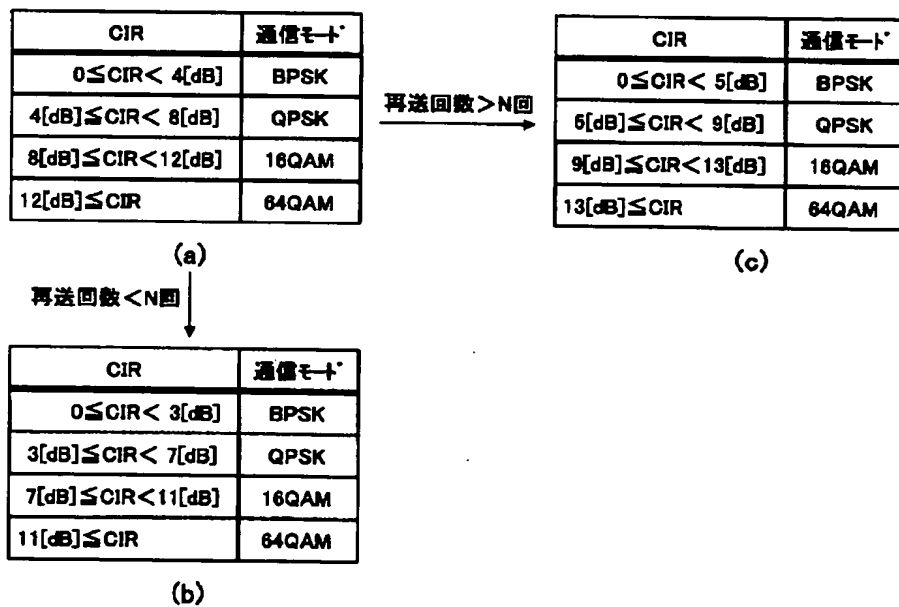 CIR 通信モード
0≦CIR< 4[dB] BPSK
4[dB]≦CIR< 8[dB] QPSK
8[dB]≦CIR<12[dB] 16QAM
12[dB]≦CIR 64QAM
(a)
再送回数>N回
CIR 通信モード
0≦CIR< 5[dB] BPSK
5[dB]≦CIR< 9[dB] QPSK
9[dB]≦CIR<13[dB] 16QAM
13[dB]≦CIR 64QAM
(c)
再送回数<N回
CIR 通信モード
0≦CIR< 3[dB] BPSK
3[dB]≦CIR< 7[dB] QPSK
7[dB]≦CIR<11[dB] 16QAM
11[dB]≦CIR 64QAM
(b)